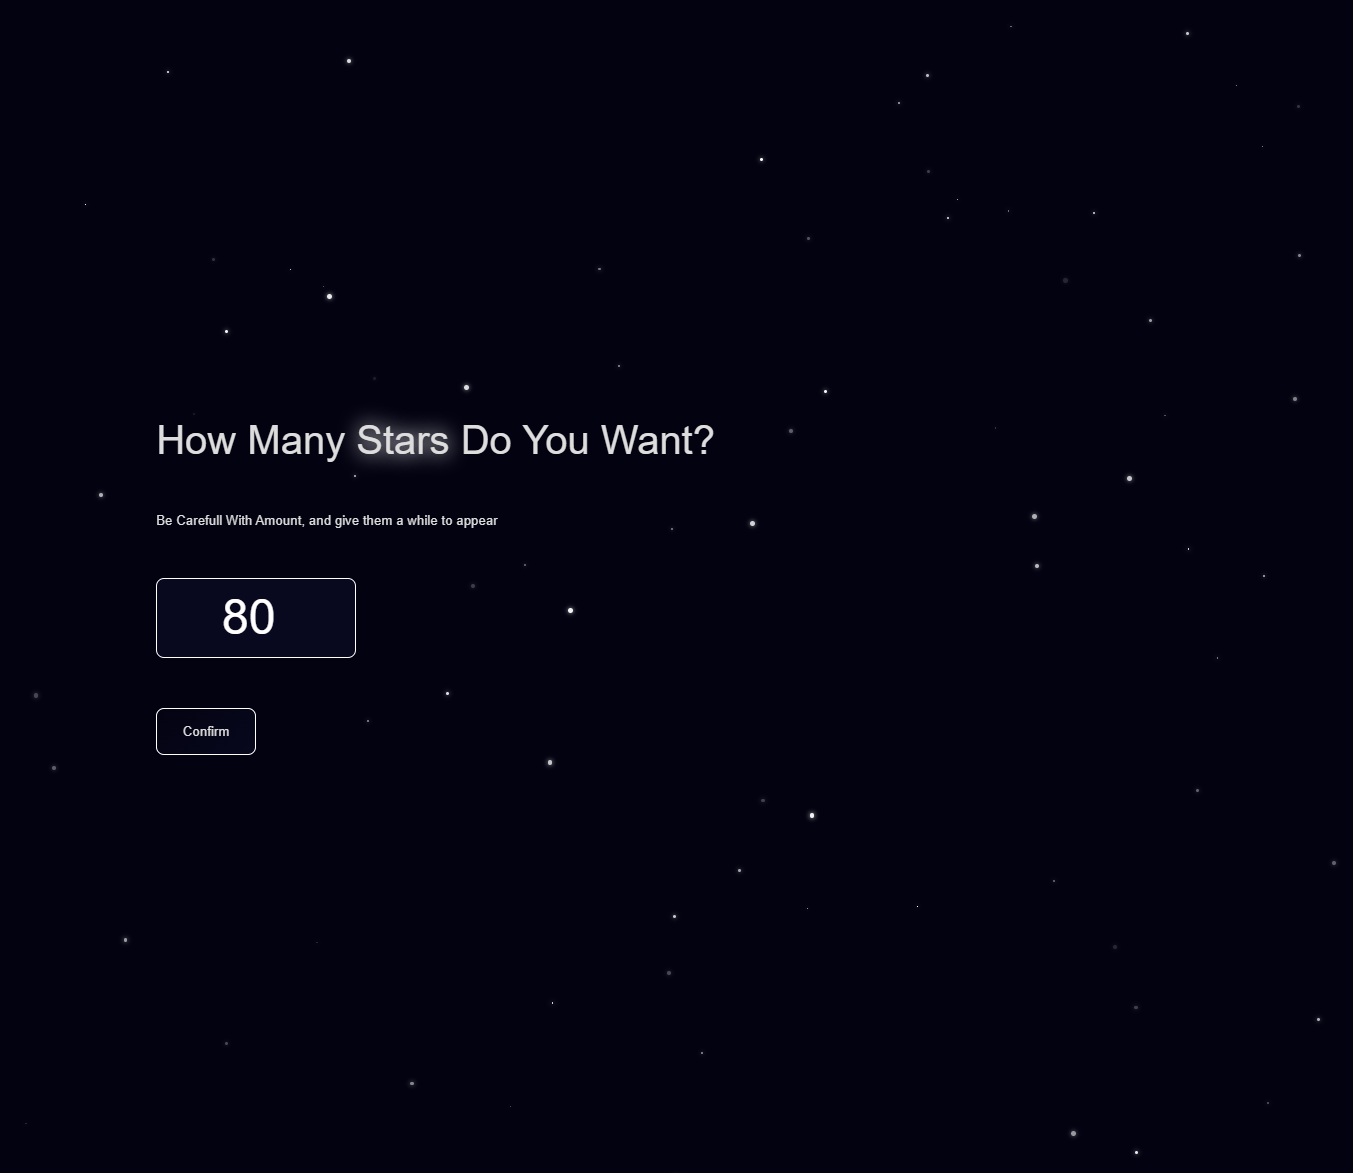 How Many Stars Do You Want?
Be Carefull With Amount, and give them a while to appear
80
Confirm